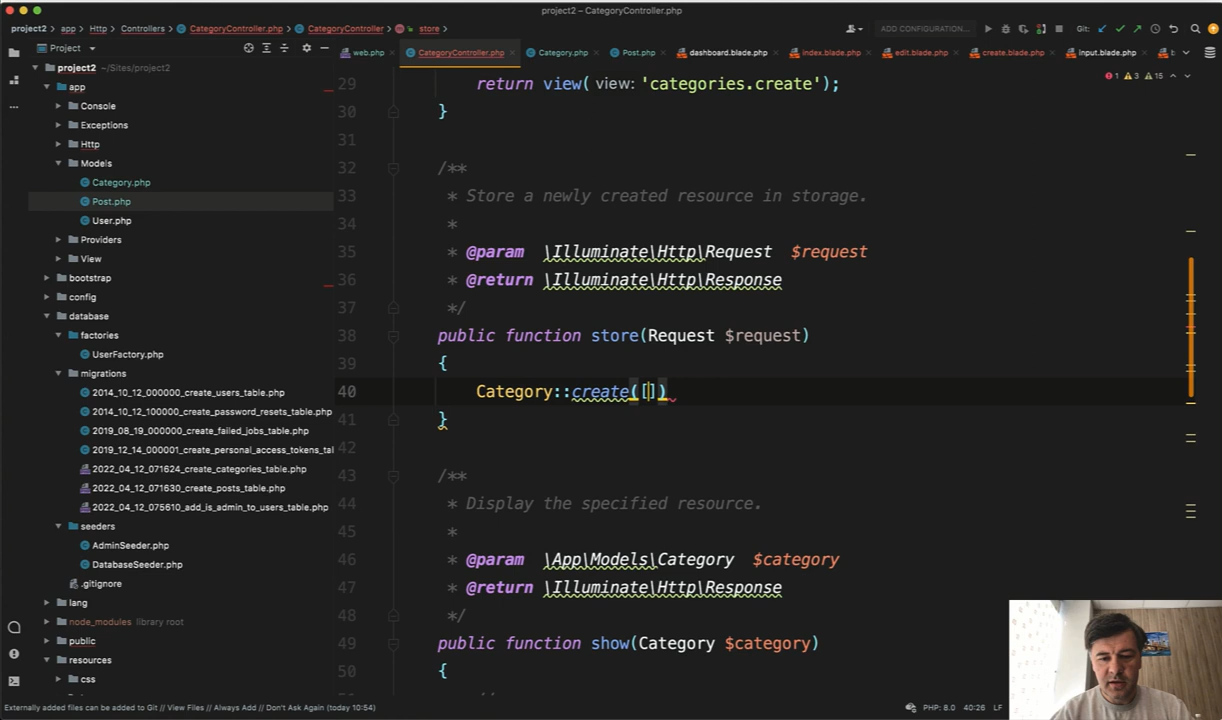 project2 – CategoryController.php
project2 › app › Http › Controllers › CategoryController.php › CategoryController › store
ADD CONFIGURATION... Git:
Project
web.php CategoryController.php Category.php Post.php dashboard.blade.php index.blade.php edit.blade.php create.blade.php input.blade.php b
project2 ~/Sites/project2
app
Console
Exceptions
Http
Models
Category.php
Post.php
User.php
Providers
View
bootstrap
config
database
factories
UserFactory.php
migrations
2014_10_12_000000_create_users_table.php
2014_10_12_100000_create_password_resets_table.php
2019_08_19_000000_create_failed_jobs_table.php
2019_12_14_000001_create_personal_access_tokens_tal
2022_04_12_071624_create_categories_table.php
2022_04_12_071630_create_posts_table.php
2022_04_12_075610_add_is_admin_to_users_table.php
seeders
AdminSeeder.php
DatabaseSeeder.php
.gitignore
lang
node_modules library root
public
resources
css
1 3 15
29 return view( view: 'categories.create');
30 }
31
32 /**
33 * Store a newly created resource in storage.
34 *
35 * @param \Illuminate\Http\Request $request
36 * @return \Illuminate\Http\Response
37 */
38 public function store(Request $request)
39 {
40 Category::create([])
41 }
42
43 /**
44 * Display the specified resource.
45 *
46 * @param \App\Models\Category $category
47 * @return \Illuminate\Http\Response
48 */
49 public function show(Category $category)
50 {
Externally added files can be added to Git // View Files // Always Add // Don't Ask Again (today 10:54)
PHP: 8.0 40:26 LF